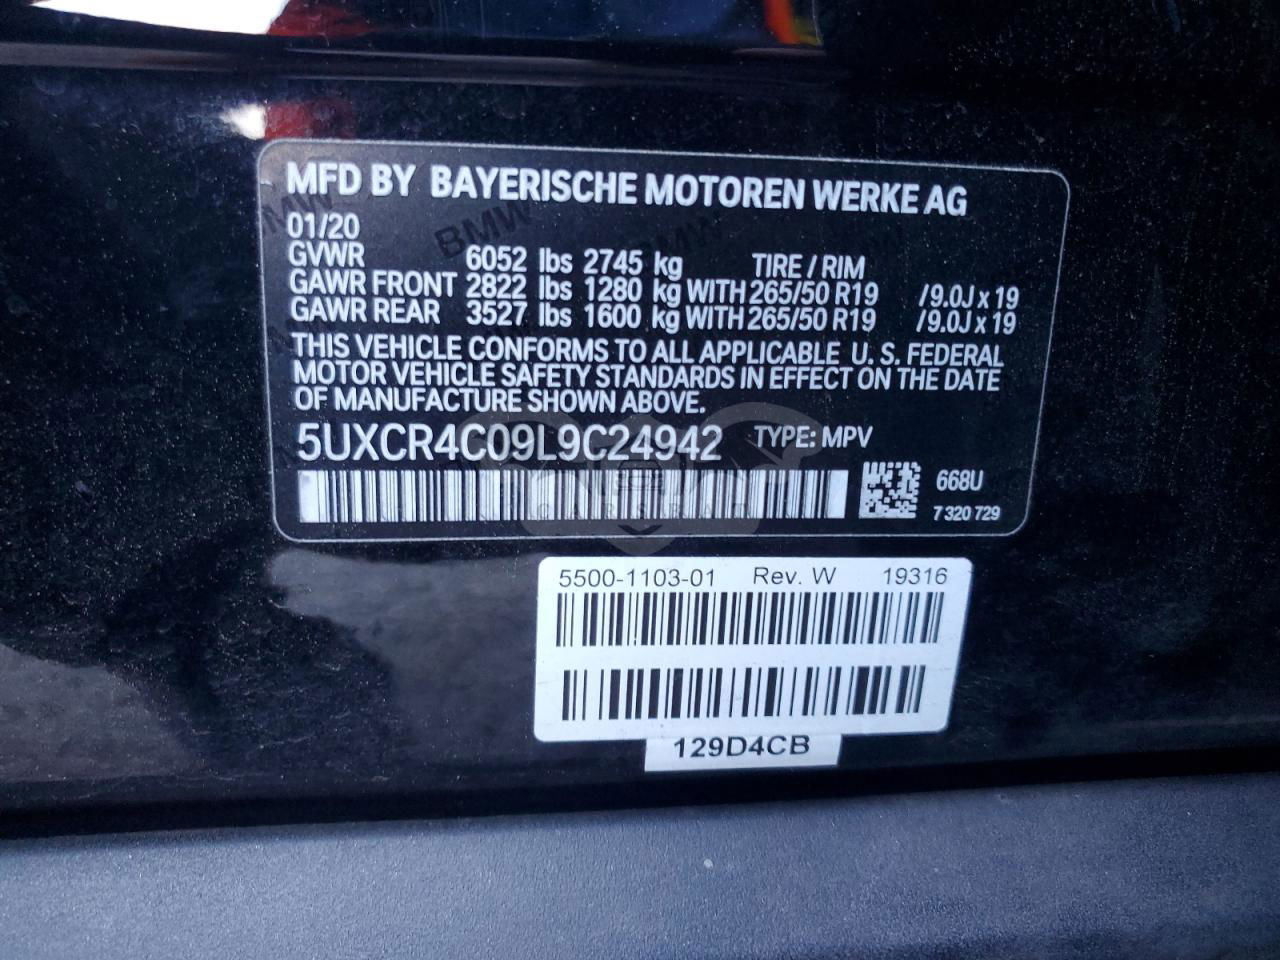 MFD BY BAYERISCHE MOTOREN WERKE AG
01/20
GVWR 6052 lbs 2745 kg TIRE / RIM
GAWR FRONT 2822 lbs 1280 kg WITH 265/50 R19 /9.0J x 19
GAWR REAR 3527 lbs 1600 kg WITH 265/50 R19 /9.0J x 19
THIS VEHICLE CONFORMS TO ALL APPLICABLE U. S. FEDERAL
MOTOR VEHICLE SAFETY STANDARDS IN EFFECT ON THE DATE
OF MANUFACTURE SHOWN ABOVE.
5UXCR4C09L9C24942 TYPE: MPV
668U
7 320 729
5500-1103-01 Rev. W 19316
129D4CB